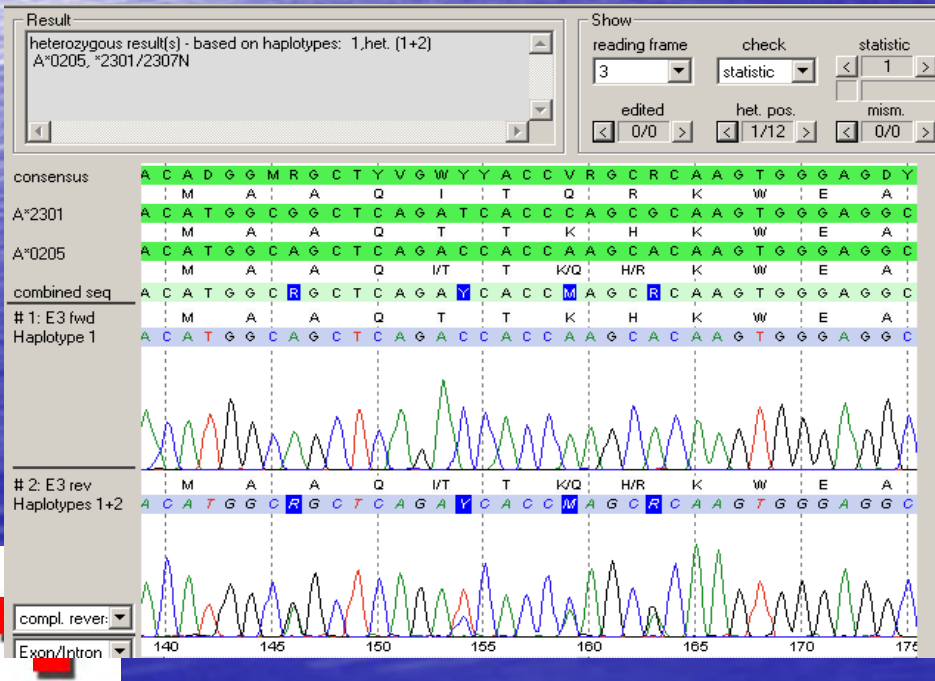 Result
heterozygous result(s) - based on haplotypes: 1,het. (1+2)
A*0205, *2301/2307N
Show
reading frame check statistic
3 statistic < 1 >
edited het. pos. mism.
< 0/0 > < 1/12 > < 0/0 >
consensus A C A D G G M R G C T Y V G W Y Y A C C V R G C R C A A G T G G G A G D Y
M A A Q I T Q R K W E A
A*2301 A C A T G G C G G C T C A G A T C A C C C A G C G C A A G T G G G A G G C
M A A Q T T K H K W E A
A*0205 A C A T G G C A G C T C A G A C C A C C A A G C A C A A G T G G G A G G C
M A A Q I/T T K/Q H/R K W E A
combined seq A C A T G G C R G C T C A G A Y C A C C M A G C R C A A G T G G G A G G C
# 1: E3 fwd M A A Q T T K H K W E A
Haplotype 1 A C A T G G C A G C T C A G A C C A C C A A G C A C A A G T G G G A G G C
# 2: E3 rev M A A Q I/T T K/Q H/R K W E A
Haplotypes 1+2 A C A T G G C R G C T C A G A Y C A C C M A G C R C A A G T G G G A G G C
compl. rever:
Exon/Intron
140 145 150 155 160 165 170 175